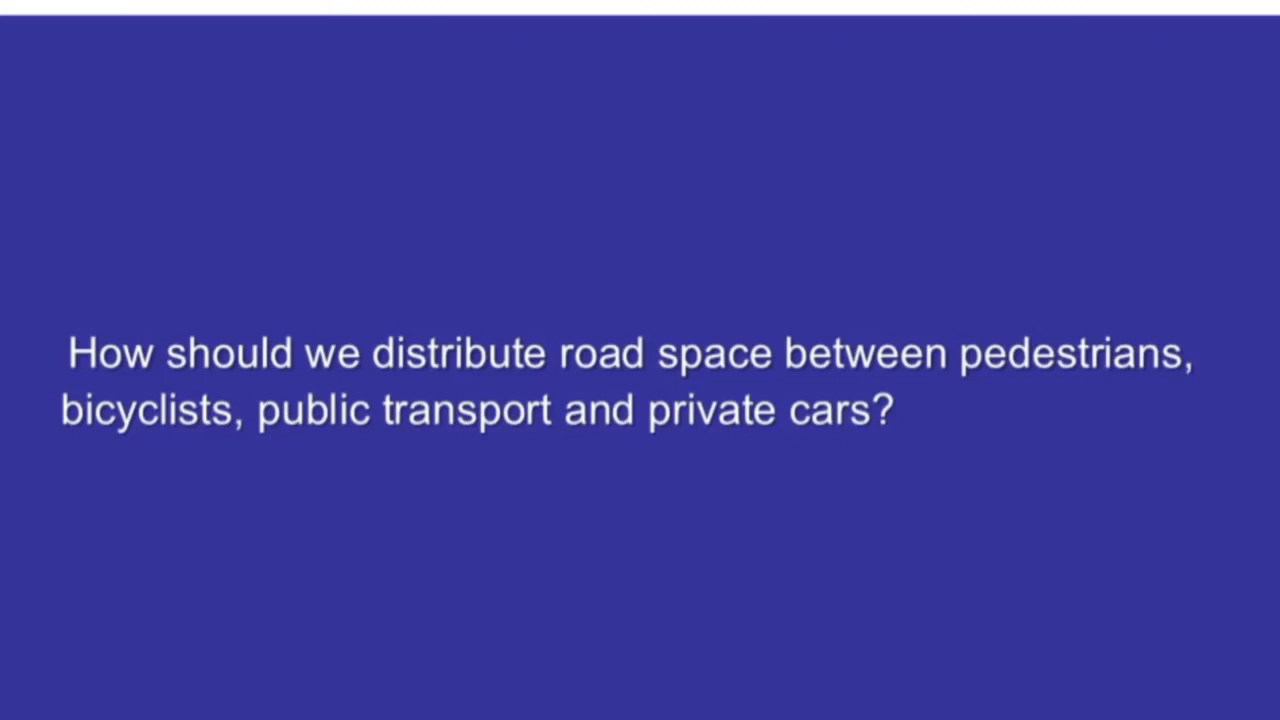 How should we distribute road space between pedestrians,
bicyclists, public transport and private cars?